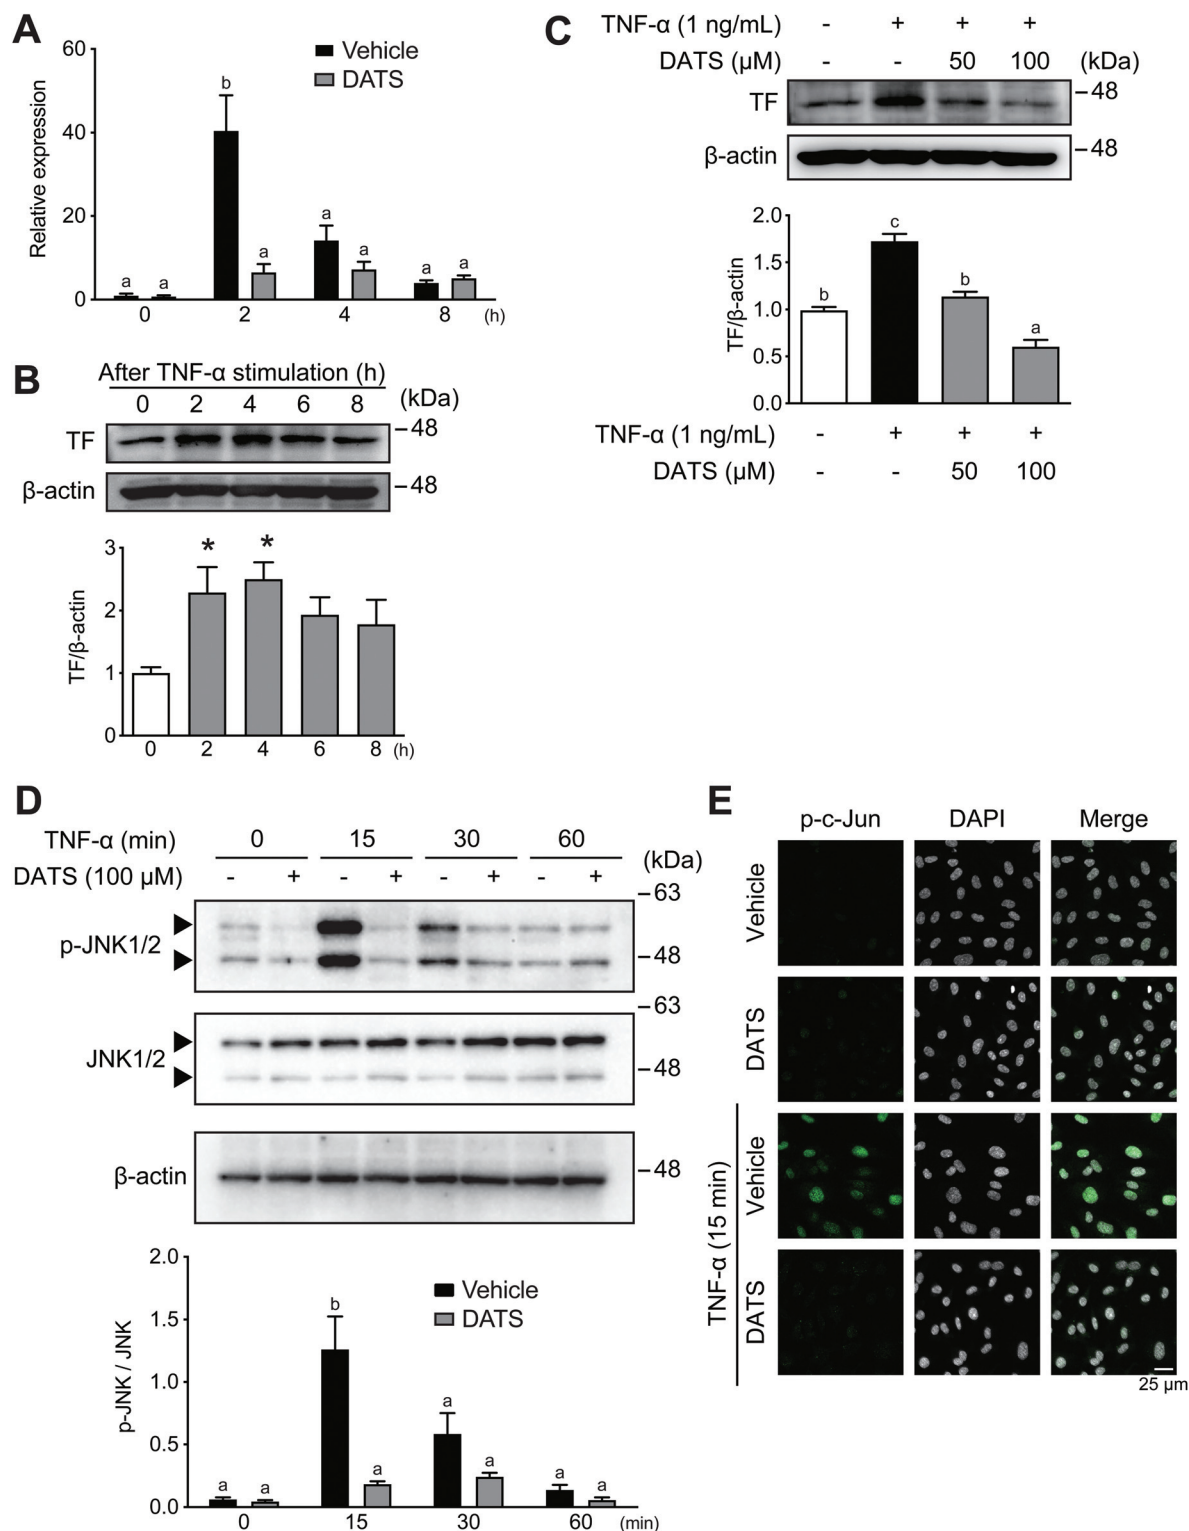 A
60
40
20
0
Relative expression
Vehicle
DATS
a a b a a a a a
0 2 4 8 (h)
B
After TNF-α stimulation (h)
0 2 4 6 8 (kDa)
TF
48
β-actin
48
TF/β-actin
3
2
1
0
* *
0 2 4 6 8 (h)
C
TNF-α (1 ng/mL) - + + +
DATS (μM) - - 50 100 (kDa)
TF
48
β-actin
48
TF/β-actin
2.0
1.5
1.0
0.5
0.0
b c b a
TNF-α (1 ng/mL) - + + +
DATS (μM) - - 50 100
D
TNF-α (min) 0 15 30 60
(kDa)
DATS (100 μM) - + - + - + - +
63
p-JNK1/2
48
63
JNK1/2
48
β-actin
48
p-JNK / JNK
2.0
1.5
1.0
0.5
0.0
Vehicle
DATS
a a b a a a a a
0 15 30 60 (min)
E
p-c-Jun DAPI Merge
Vehicle
DATS
TNF-α (15 min)
Vehicle
DATS
25 μm